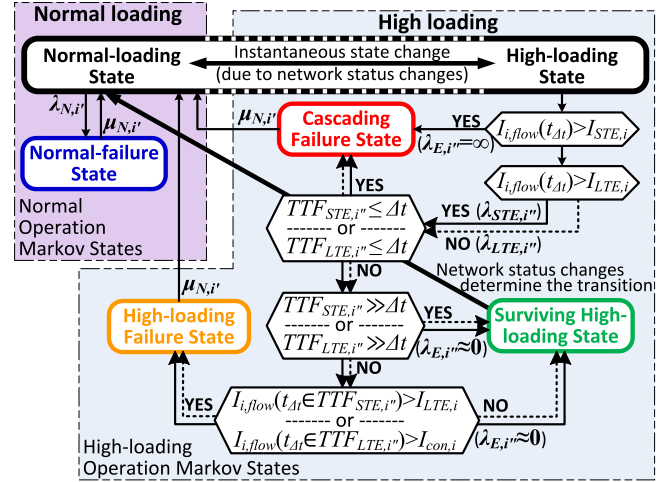 Normal loading
High loading
Normal-loading
State
Instantaneous state change
(due to network status changes)
High-loading
State
λN,i'
μN,i'
μN,i'
Cascading
Failure State
YES
(λE,i''=∞)
Ii,flow(tΔ)>ISTE,i
Normal-failure
State
Ii,flow(tΔ)>ILTE,i
YES
Normal
Operation
Markov States
TTFSTE,i''≤Δt
------- or -------
TTFLTE,i''≤Δt
YES (λSTE,i'')
NO (λLTE,i'')
NO
Network status changes
determine the transition
μN,i'
High-loading
Failure State
TTFSTE,i''≫Δt
------- or -------
TTFLTE,i''≫Δt
YES
(λE,i''≈0)
Surviving High-
loading State
NO
YES
Ii,flow(tΔt∈TTFSTE,i'')>ILTE,i
------- or -------
Ii,flow(tΔt∈TTFLTE,i'')>Icon,i
NO
(λE,i''≈0)
High-loading
Operation Markov States